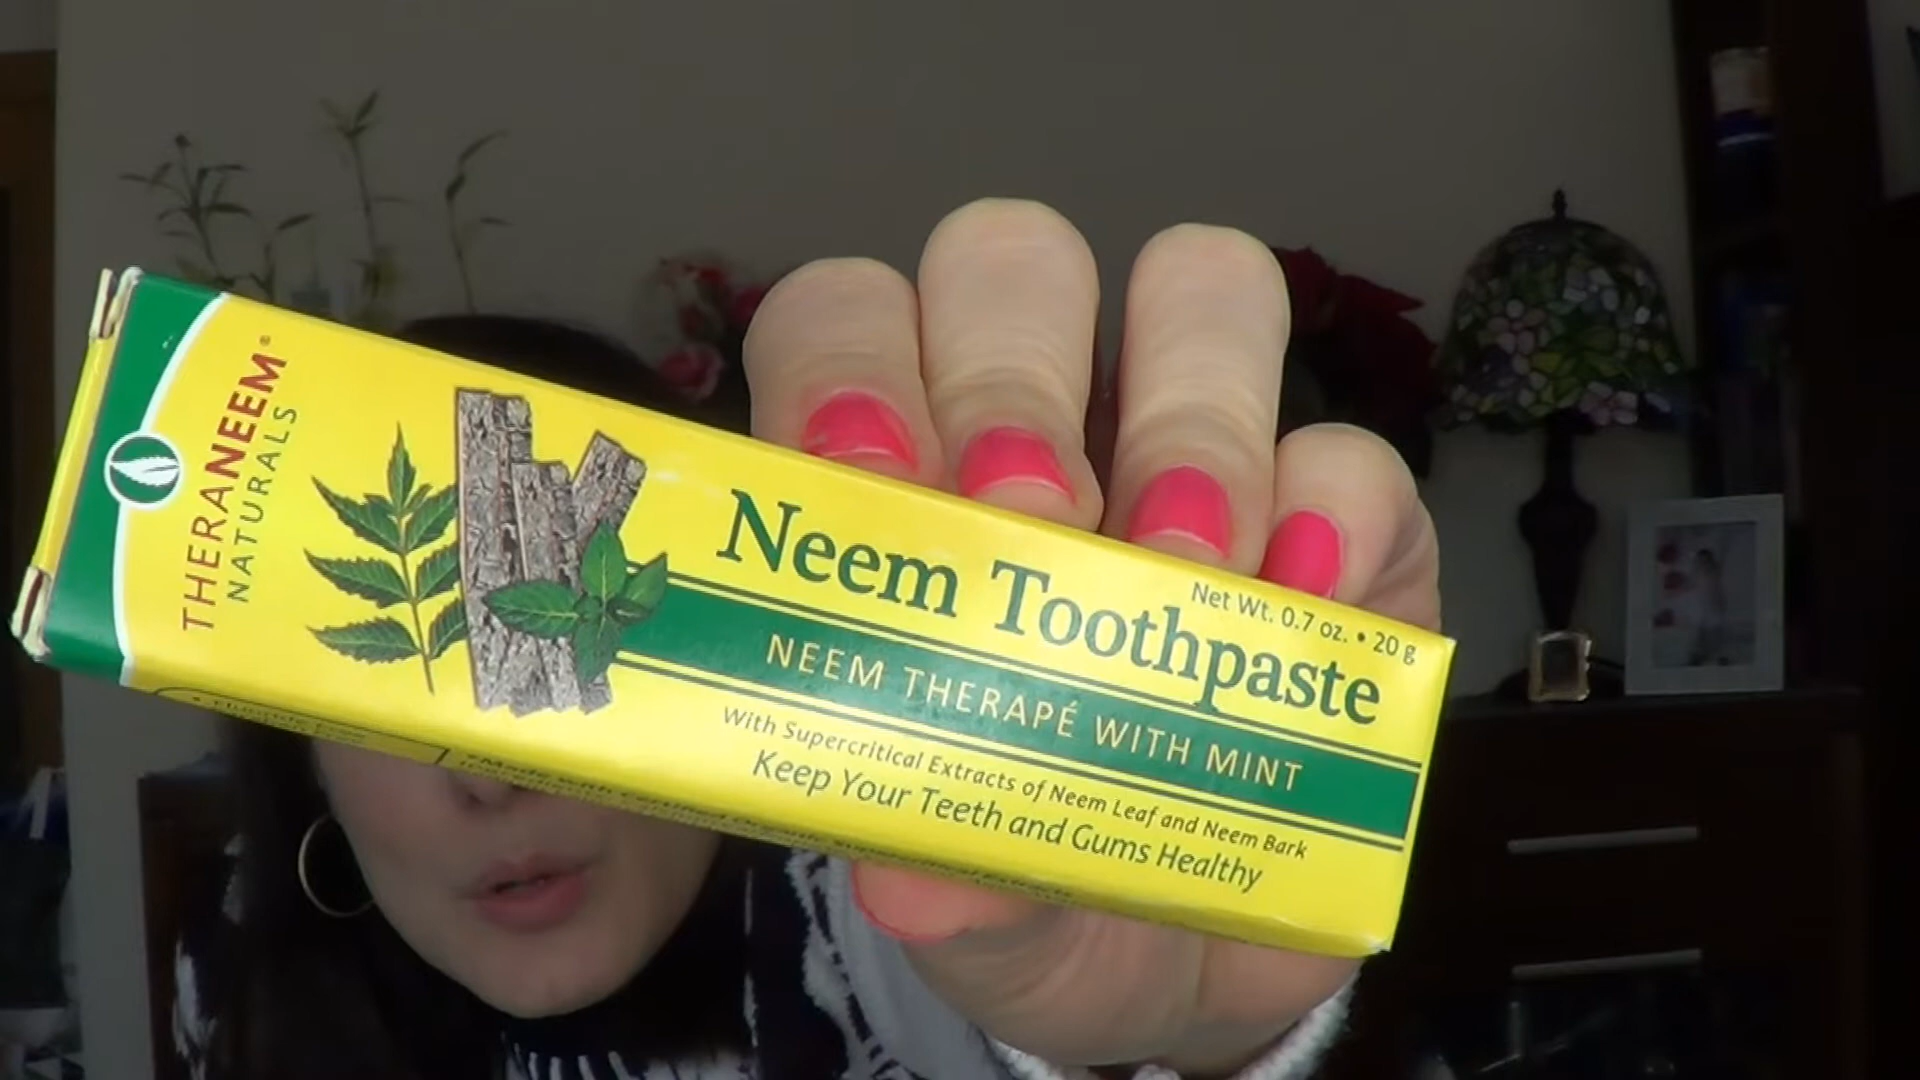 THERANEEM®
NATURALS
Neem Toothpaste
Net Wt. 0.7 oz. • 20 g
NEEM THERAPÉ WITH MINT
With Supercritical Extracts of Neem Leaf and Neem Bark
Keep Your Teeth and Gums Healthy